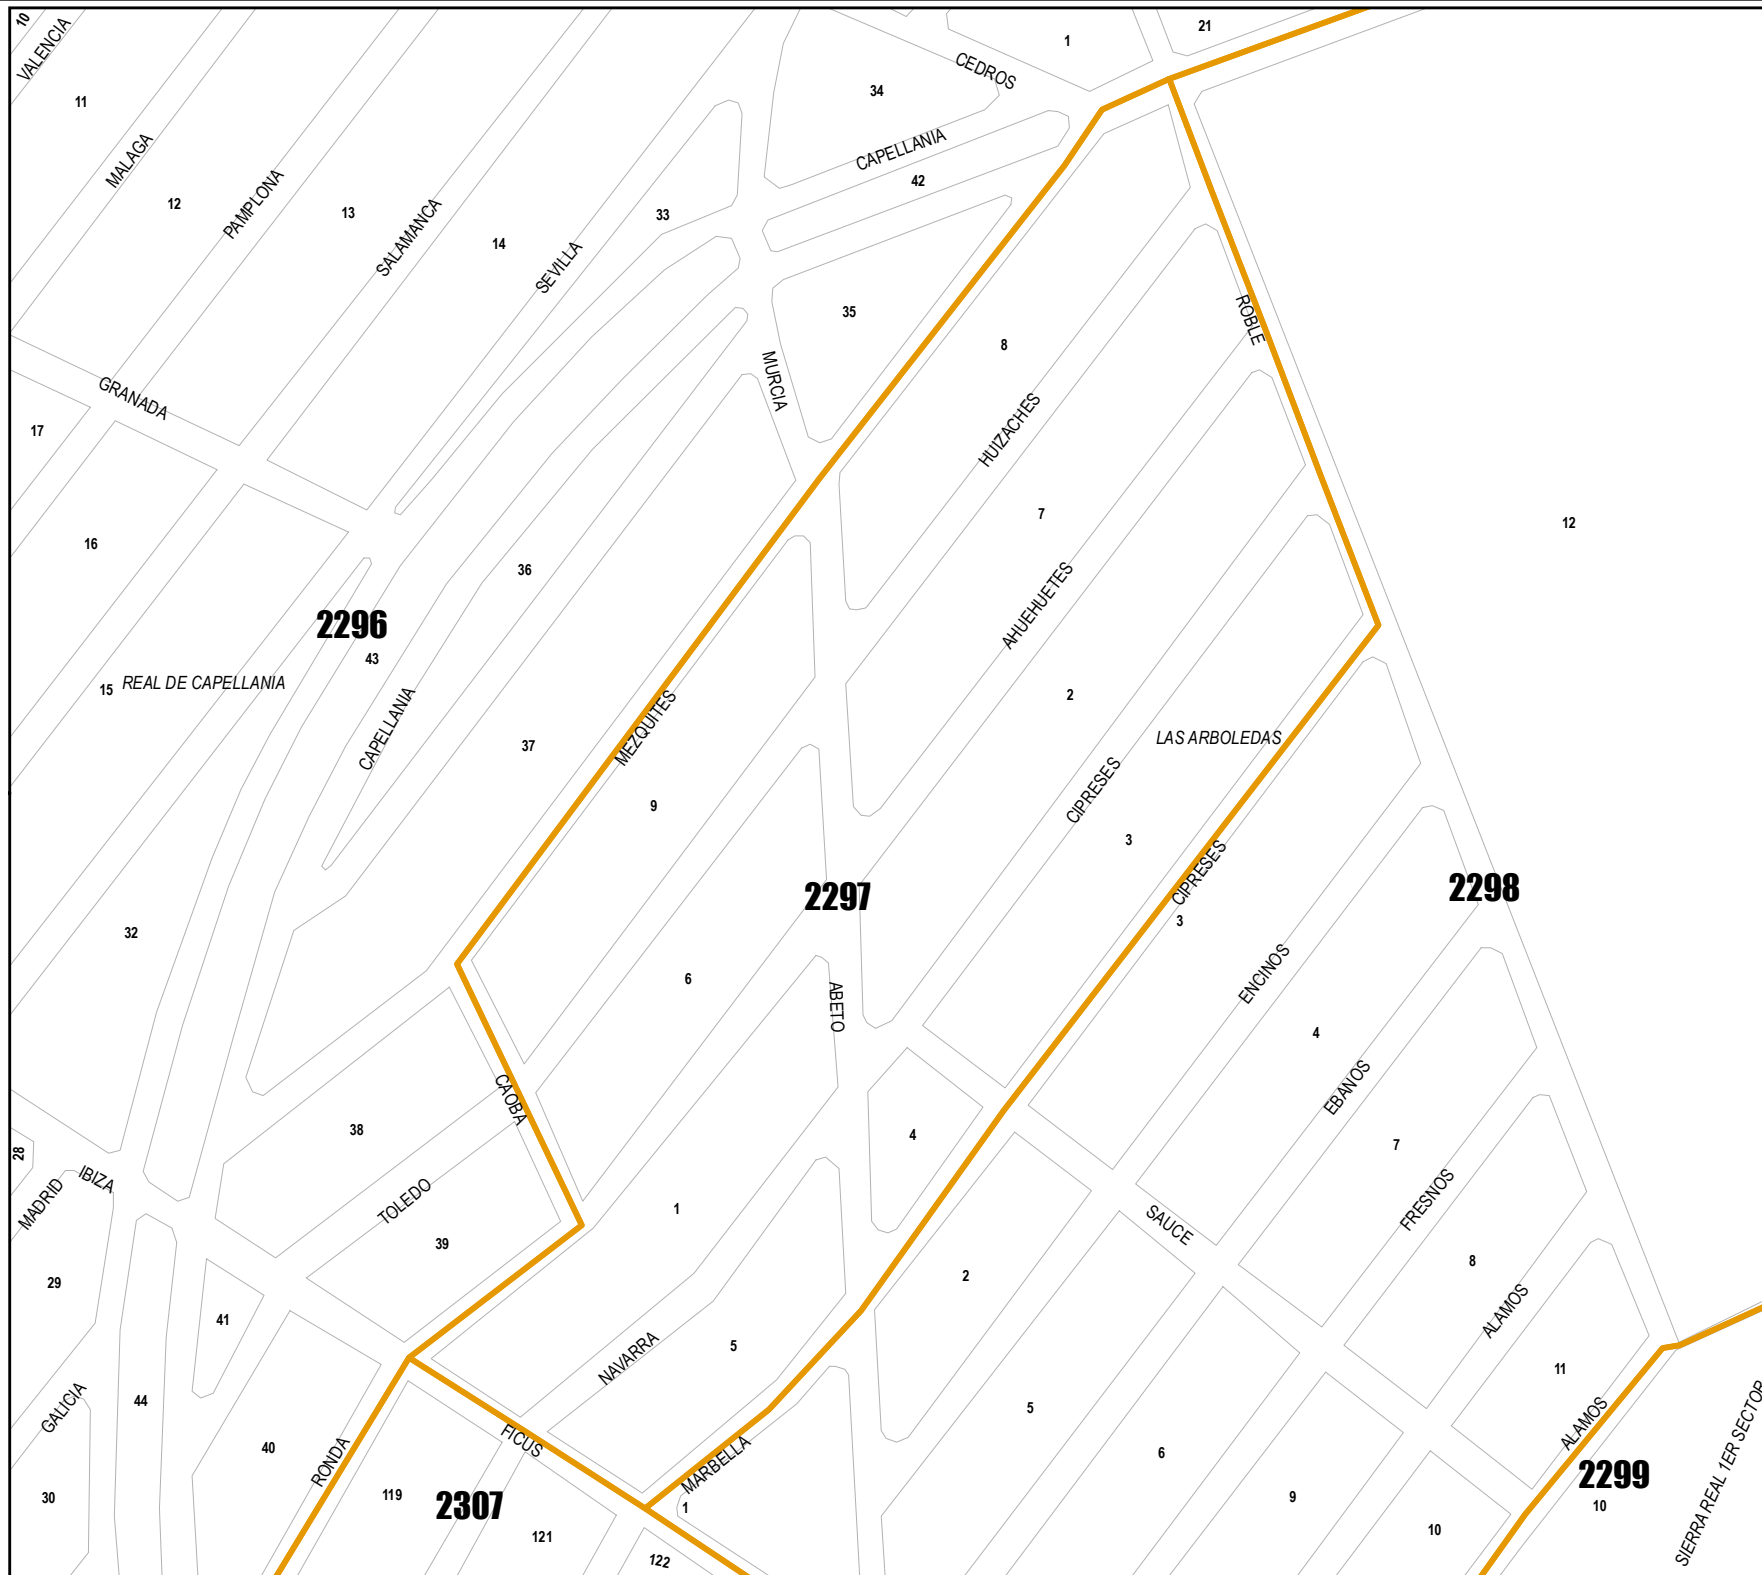 10
VALENCIA
21
1
CEDROS
11
34
MALAGA
CAPELLANIA
42
12
PAMPLONA
13
SALAMANCA
33
14
SEVILLA
35
ROBLE
8
MURCIA
GRANADA
17
HUIZACHES
7
12
16
36
AHUEHUETES
2296
43
15
REAL DE CAPELLANIA
2
CAPELLANIA
MEZQUITES
37
LAS ARBOLEDAS
CIPRESES
9
3
CIPRESES
2297
2298
3
32
6
ENCINOS
ABETO
4
EBANOS
CAOBA
38
4
7
28
IBIZA
MADRID
TOLEDO
FRESNOS
1
SAUCE
39
29
2
8
ALAMOS
41
NAVARRA
5
11
44
GALICIA
5
ALAMOS
40
FICUS
RONDA
MARBELLA
6
SIERRA REAL 1ER SECTOR
2299
30
119
2307
1
9
10
121
10
122